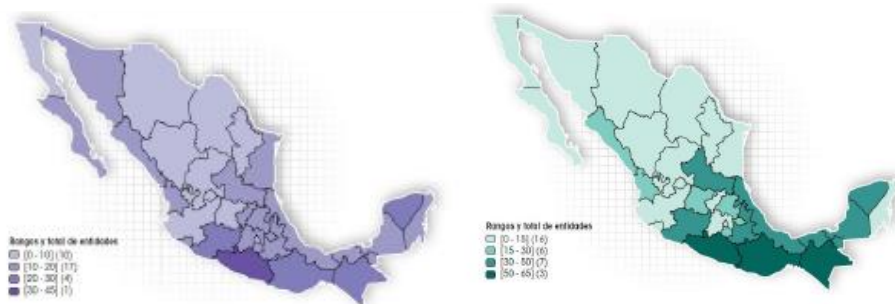 Rangos y total de entidades
[0 - 10] (10)
[10 - 20] (17)
[20 - 30] (4)
[30 - 45] (1)
Rangos y total de entidades
[0 - 15] (16)
[15 - 30] (6)
[30 - 50] (7)
[50 - 65] (3)